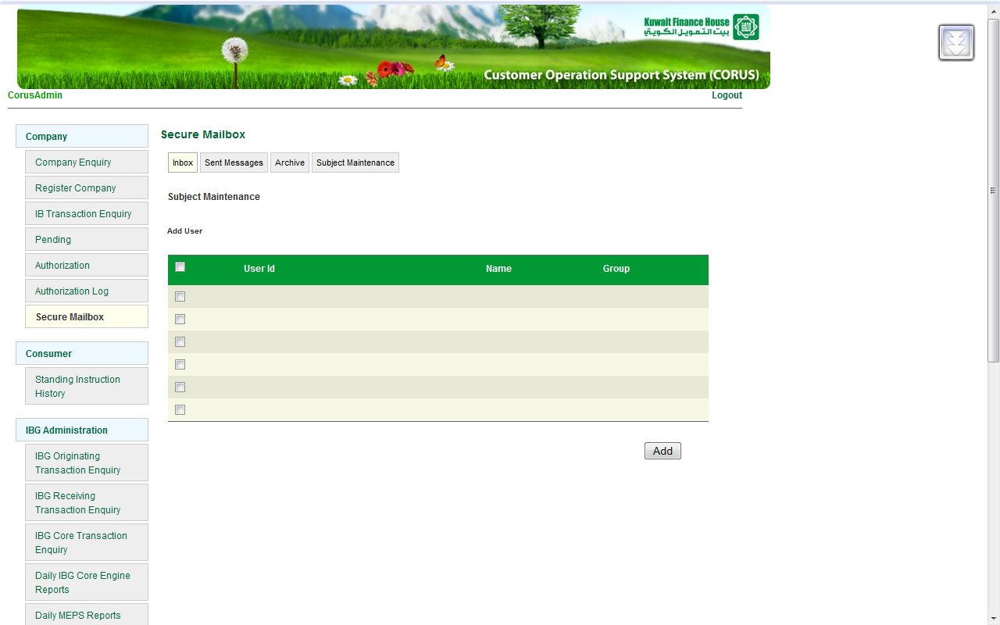 Kuwait Finance House
بيت التمويل الكويتي
Customer Operation Support System (CORUS)
CorusAdmin
Logout
Company
Company Enquiry
Register Company
IB Transaction Enquiry
Pending
Authorization
Authorization Log
Secure Mailbox
Consumer
Standing Instruction
History
IBG Administration
IBG Originating
Transaction Enquiry
IBG Receiving
Transaction Enquiry
IBG Core Transaction
Enquiry
Daily IBG Core Engine
Reports
Daily MEPS Reports
Secure Mailbox
Inbox Sent Messages Archive Subject Maintenance
Subject Maintenance
Add User
User Id Name Group
Add